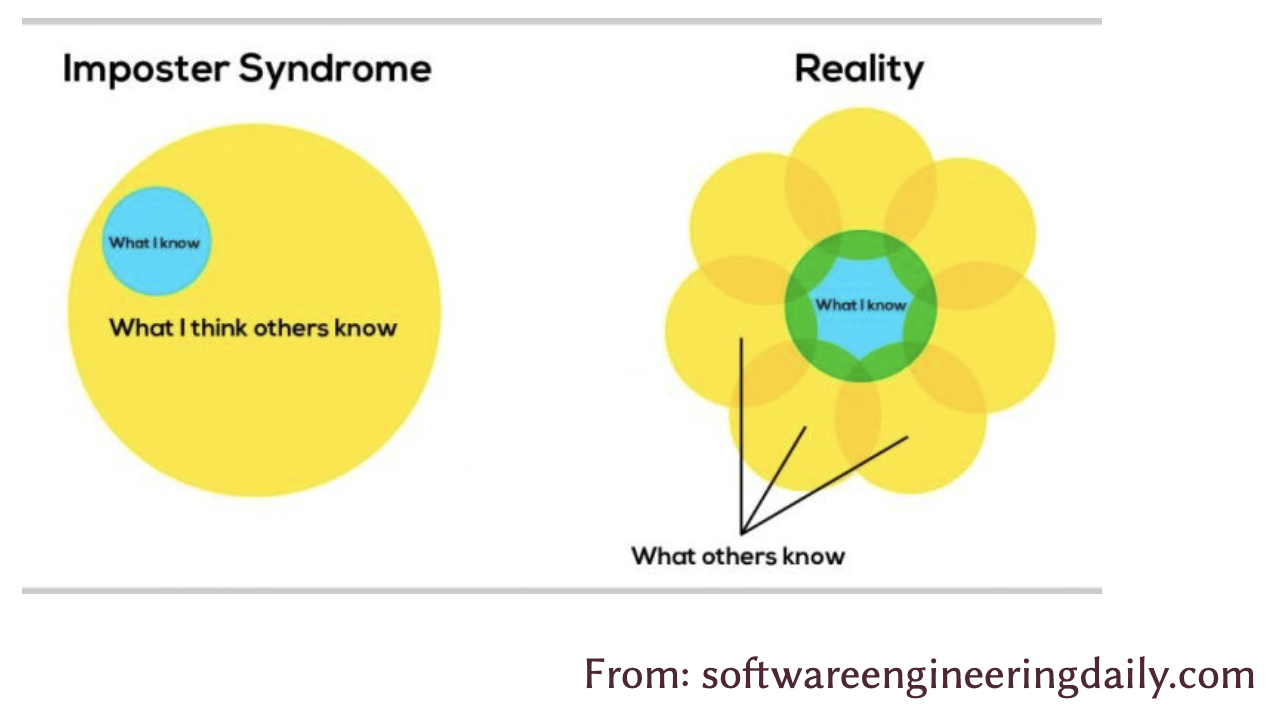 Imposter Syndrome
What I know
What I think others know
Reality
What I know
What others know
From: softwareengineeringdaily.com